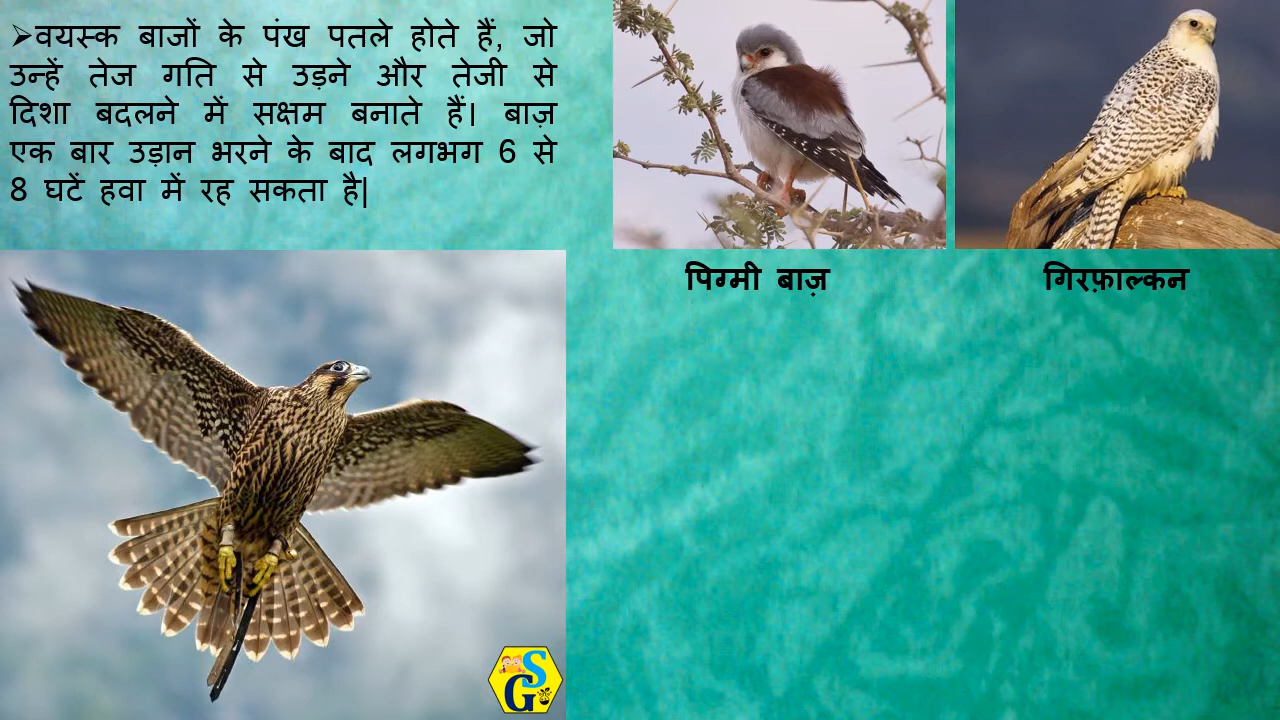 ➢वयस्क बाजों के पंख पतले होते हैं, जो
उन्हें तेज गति से उड़ने और तेजी से
दिशा बदलने में सक्षम बनाते हैं। बाज़
एक बार उड़ान भरने के बाद लगभग 6 से
8 घटें हवा में रह सकता है|
पिग्मी बाज़
गिरफ़ाल्कन
SG